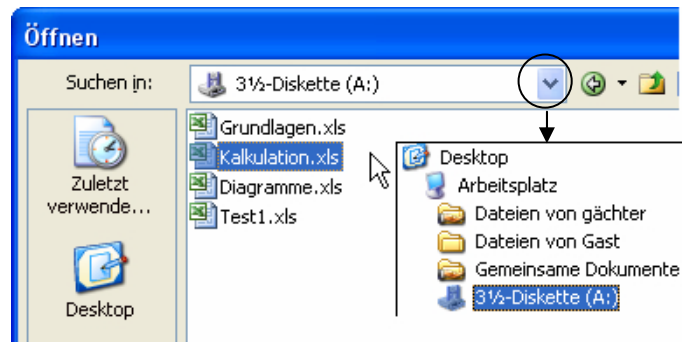 Öffnen
Suchen in:
3½-Diskette (A:)
Zuletzt
verwende...
Desktop
Grundlagen.xls
Kalkulation.xls
Diagramme.xls
Test1.xls
Desktop
Arbeitsplatz
Dateien von gächter
Dateien von Gast
Gemeinsame Dokumente
3½-Diskette (A:)